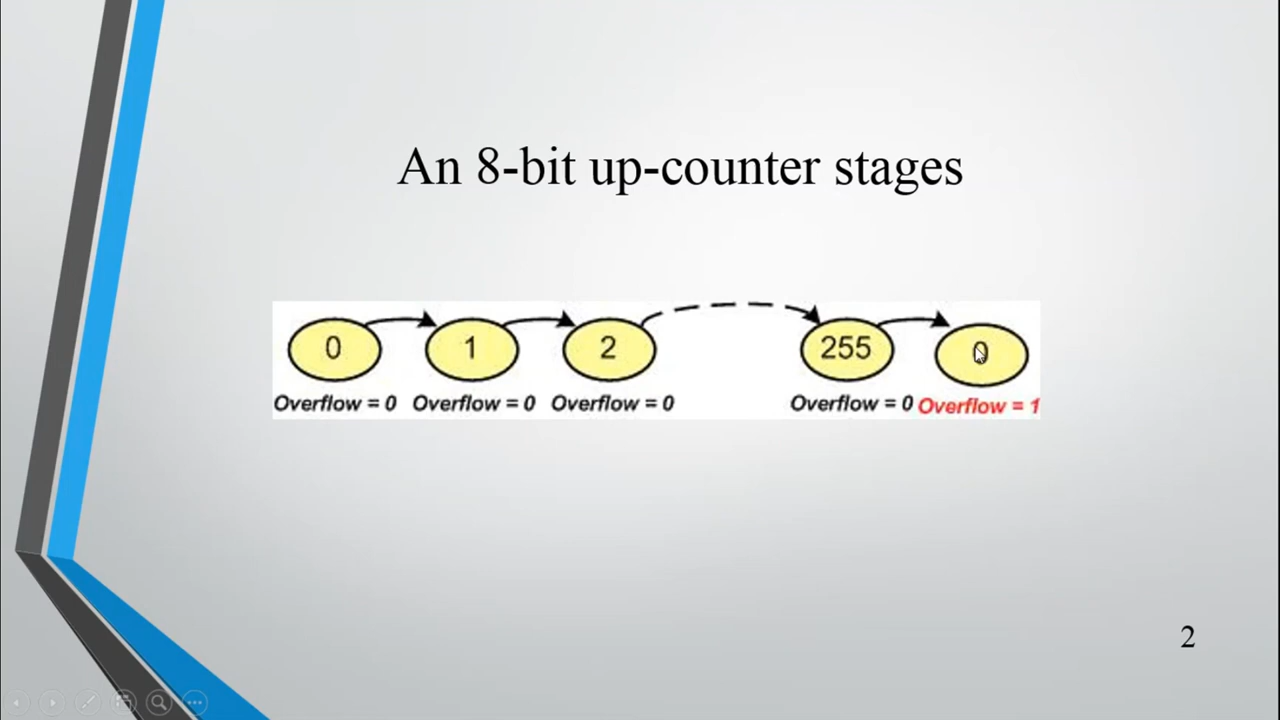 An 8-bit up-counter stages
0 1 2 255 0
Overflow = 0 Overflow = 0 Overflow = 0 Overflow = 0 Overflow = 1
2